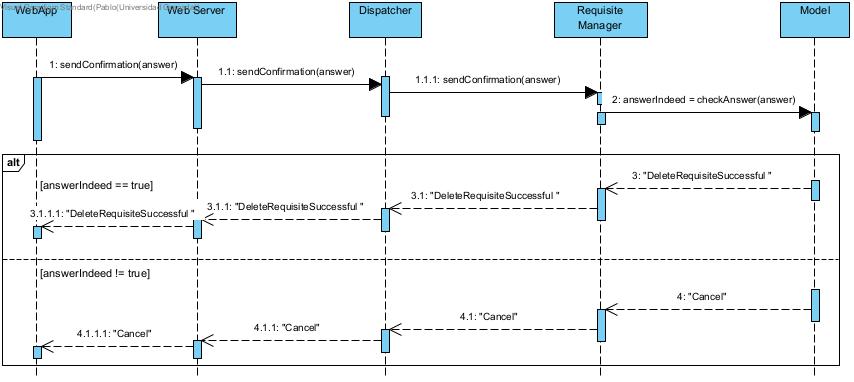 Visual Paradigm Standard(Pablo(Universidad
WebApp
Web Server
Dispatcher
Requisite
Manager
Model
1: sendConfirmation(answer)
1.1: sendConfirmation(answer)
1.1.1: sendConfirmation(answer)
2: answerIndeed = checkAnswer(answer)
alt
[answerIndeed == true]
3: "DeleteRequisiteSuccessful "
3.1: "DeleteRequisiteSuccessful "
3.1.1: "DeleteRequisiteSuccessful "
3.1.1.1: "DeleteRequisiteSuccessful "
[answerIndeed != true]
4: "Cancel"
4.1: "Cancel"
4.1.1: "Cancel"
4.1.1.1: "Cancel"